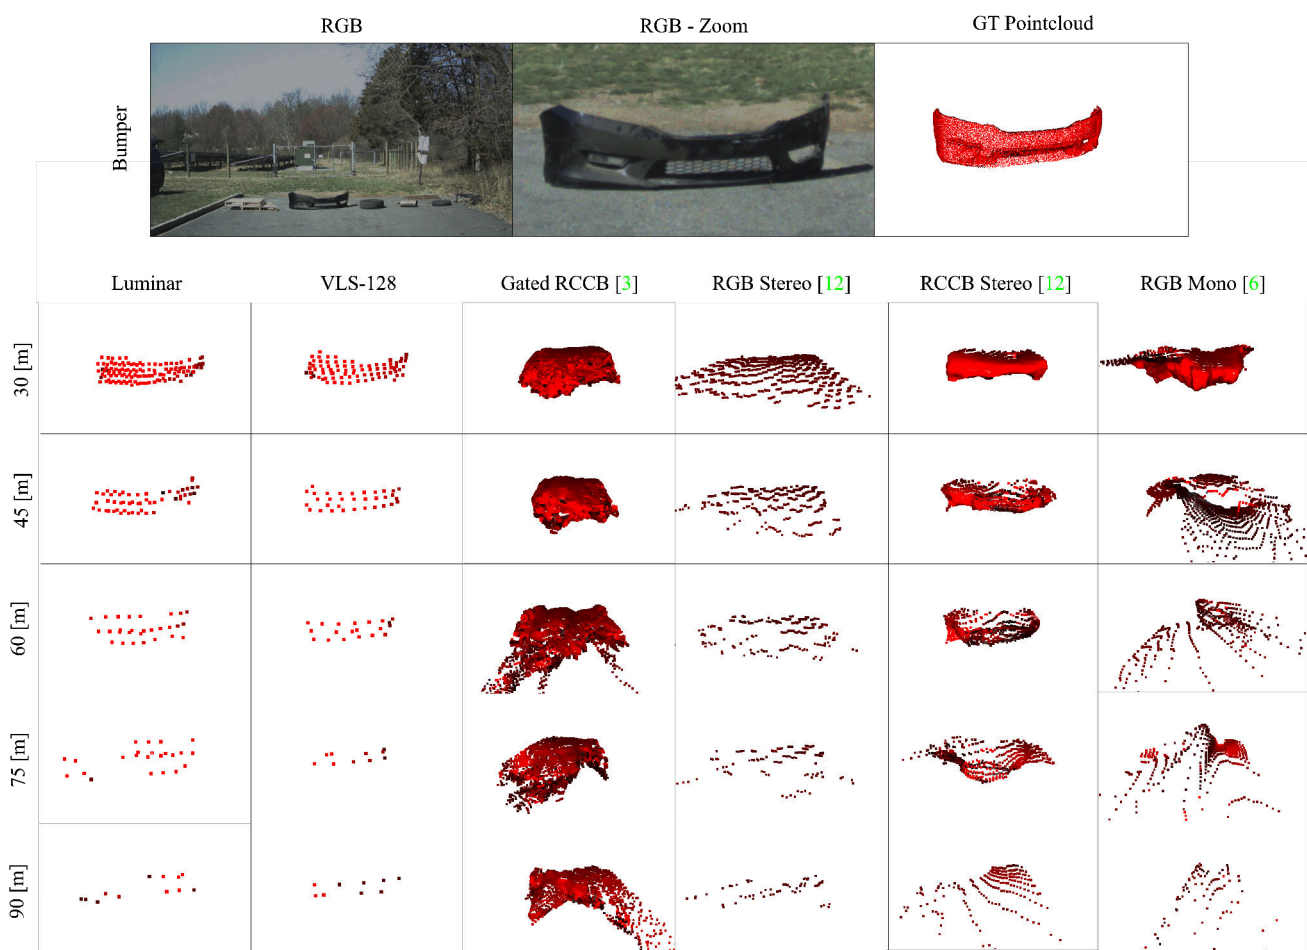 RGB
RGB - Zoom
GT Pointcloud
Bumper
Luminar
VLS-128
Gated RCCB [3]
RGB Stereo [12]
RCCB Stereo [12]
RGB Mono [6]
30 [m]
45 [m]
60 [m]
75 [m]
90 [m]